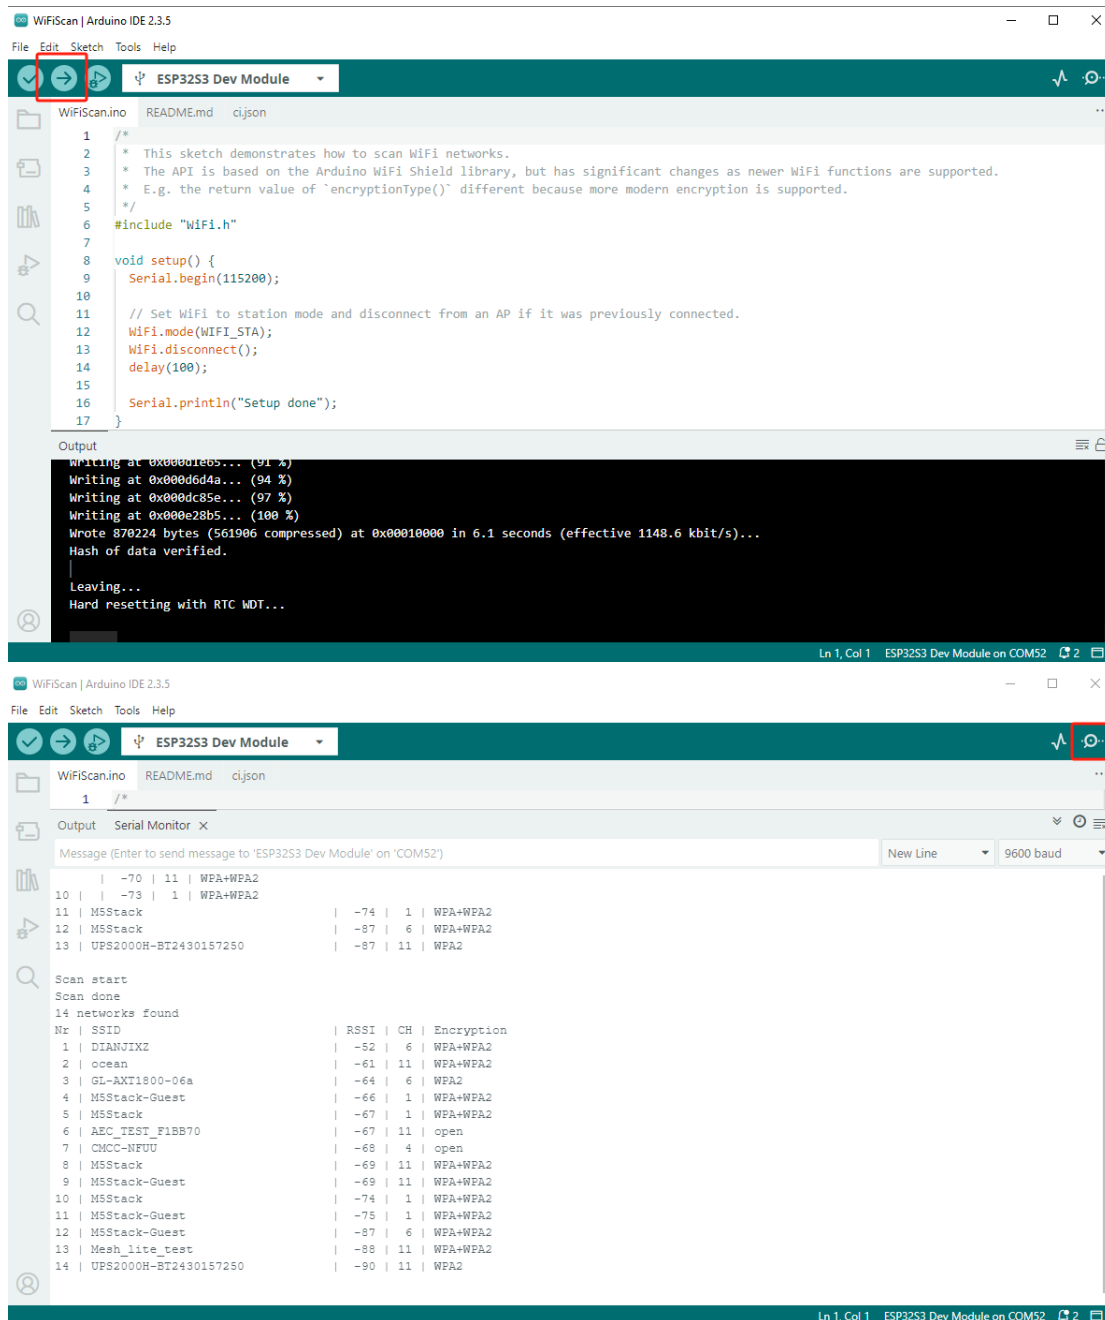 WiFiScan | Arduino IDE 2.3.5
File Edit Sketch Tools Help
ESP32S3 Dev Module
WiFiScan.ino README.md ci.json
1 /*
2 * This sketch demonstrates how to scan WiFi networks.
3 * The API is based on the Arduino WiFi Shield library, but has significant changes as newer WiFi functions are supported.
4 * E.g. the return value of `encryptionType()` different because more modern encryption is supported.
5 */
6 #include "WiFi.h"
7
8 void setup() {
9 Serial.begin(115200);
10
11 // Set WiFi to station mode and disconnect from an AP if it was previously connected.
12 WiFi.mode(WIFI_STA);
13 WiFi.disconnect();
14 delay(100);
15
16 Serial.println("Setup done");
17 }
Output
Writing at 0x000d1e65... (91 %)
Writing at 0x000d6d4a... (94 %)
Writing at 0x000dc85e... (97 %)
Writing at 0x000e28b5... (100 %)
Wrote 870224 bytes (561906 compressed) at 0x00010000 in 6.1 seconds (effective 1148.6 kbit/s)...
Hash of data verified.
Leaving...
Hard resetting with RTC WDT...
Ln 1, Col 1 ESP32S3 Dev Module on COM52 2
WiFiScan | Arduino IDE 2.3.5
File Edit Sketch Tools Help
ESP32S3 Dev Module
WiFiScan.ino README.md ci.json
1 /*
Output Serial Monitor ×
Message (Enter to send message to 'ESP32S3 Dev Module' on 'COM52') New Line 9600 baud
| -70 | 11 | WPA+WPA2
10 | | -73 | 1 | WPA+WPA2
11 | M5Stack | -74 | 1 | WPA+WPA2
12 | M5Stack | -87 | 6 | WPA+WPA2
13 | UPS2000H-BT2430157250 | -87 | 11 | WPA2
Scan start
Scan done
14 networks found
Nr | SSID | RSSI | CH | Encryption
1 | DIANJIXZ | -52 | 6 | WPA+WPA2
2 | ocean | -61 | 11 | WPA+WPA2
3 | GL-AXT1800-06a | -64 | 6 | WPA2
4 | M5Stack-Guest | -66 | 1 | WPA+WPA2
5 | M5Stack | -67 | 1 | WPA+WPA2
6 | AEC_TEST_F1BB70 | -67 | 11 | open
7 | CMCC-NFUU | -68 | 4 | open
8 | M5Stack | -69 | 11 | WPA+WPA2
9 | M5Stack-Guest | -69 | 11 | WPA+WPA2
10 | M5Stack | -74 | 1 | WPA+WPA2
11 | M5Stack-Guest | -75 | 1 | WPA+WPA2
12 | M5Stack-Guest | -87 | 6 | WPA+WPA2
13 | Mesh_lite_test | -88 | 11 | WPA+WPA2
14 | UPS2000H-BT2430157250 | -90 | 11 | WPA2
Ln 1, Col 1 ESP32S3 Dev Module on COM52 2